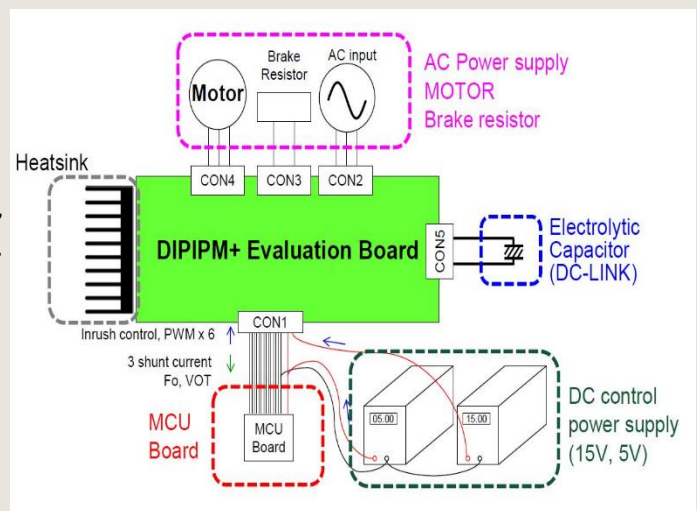 Motor
Brake
Resistor
AC input
AC Power supply
MOTOR
Brake resistor
Heatsink
CON4
CON3
CON2
DIPIPM+ Evaluation Board
CON5
Electrolytic
Capacitor
(DC-LINK)
CON1
Inrush control, PWM x 6
3 shunt current
Fo, VOT
MCU
Board
MCU
Board
05.00
15.00
DC control
power supply
(15V, 5V)